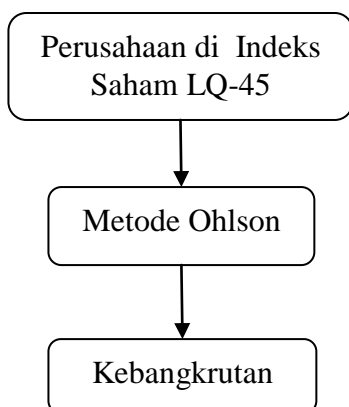 Perusahaan di Indeks
Saham LQ-45
Metode Ohlson
Kebangkrutan